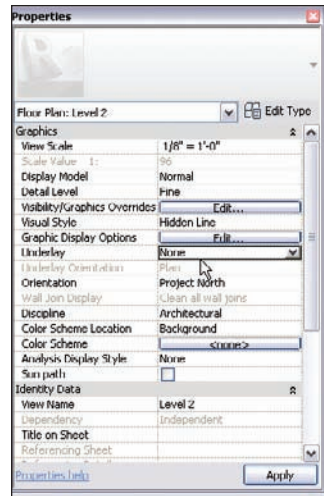 Properties
Floor Plan: Level 2 Edit Type
Graphics
View Scale 1/8" = 1'-0"
Scale Value 1: 96
Display Model Normal
Detail Level Fine
Visibility/Graphics Overrides Edit...
Visual Style Hidden Line
Graphic Display Options Edit...
Underlay None
Underlay Orientation Plan
Orientation Project North
Wall Join Display Clean all wall joins
Discipline Architectural
Color Scheme Location Background
Color Scheme <none>
Analysis Display Style None
Sun path
Identity Data
View Name Level 2
Dependency Independent
Title on Sheet
Referencing Sheet
Properties help Apply